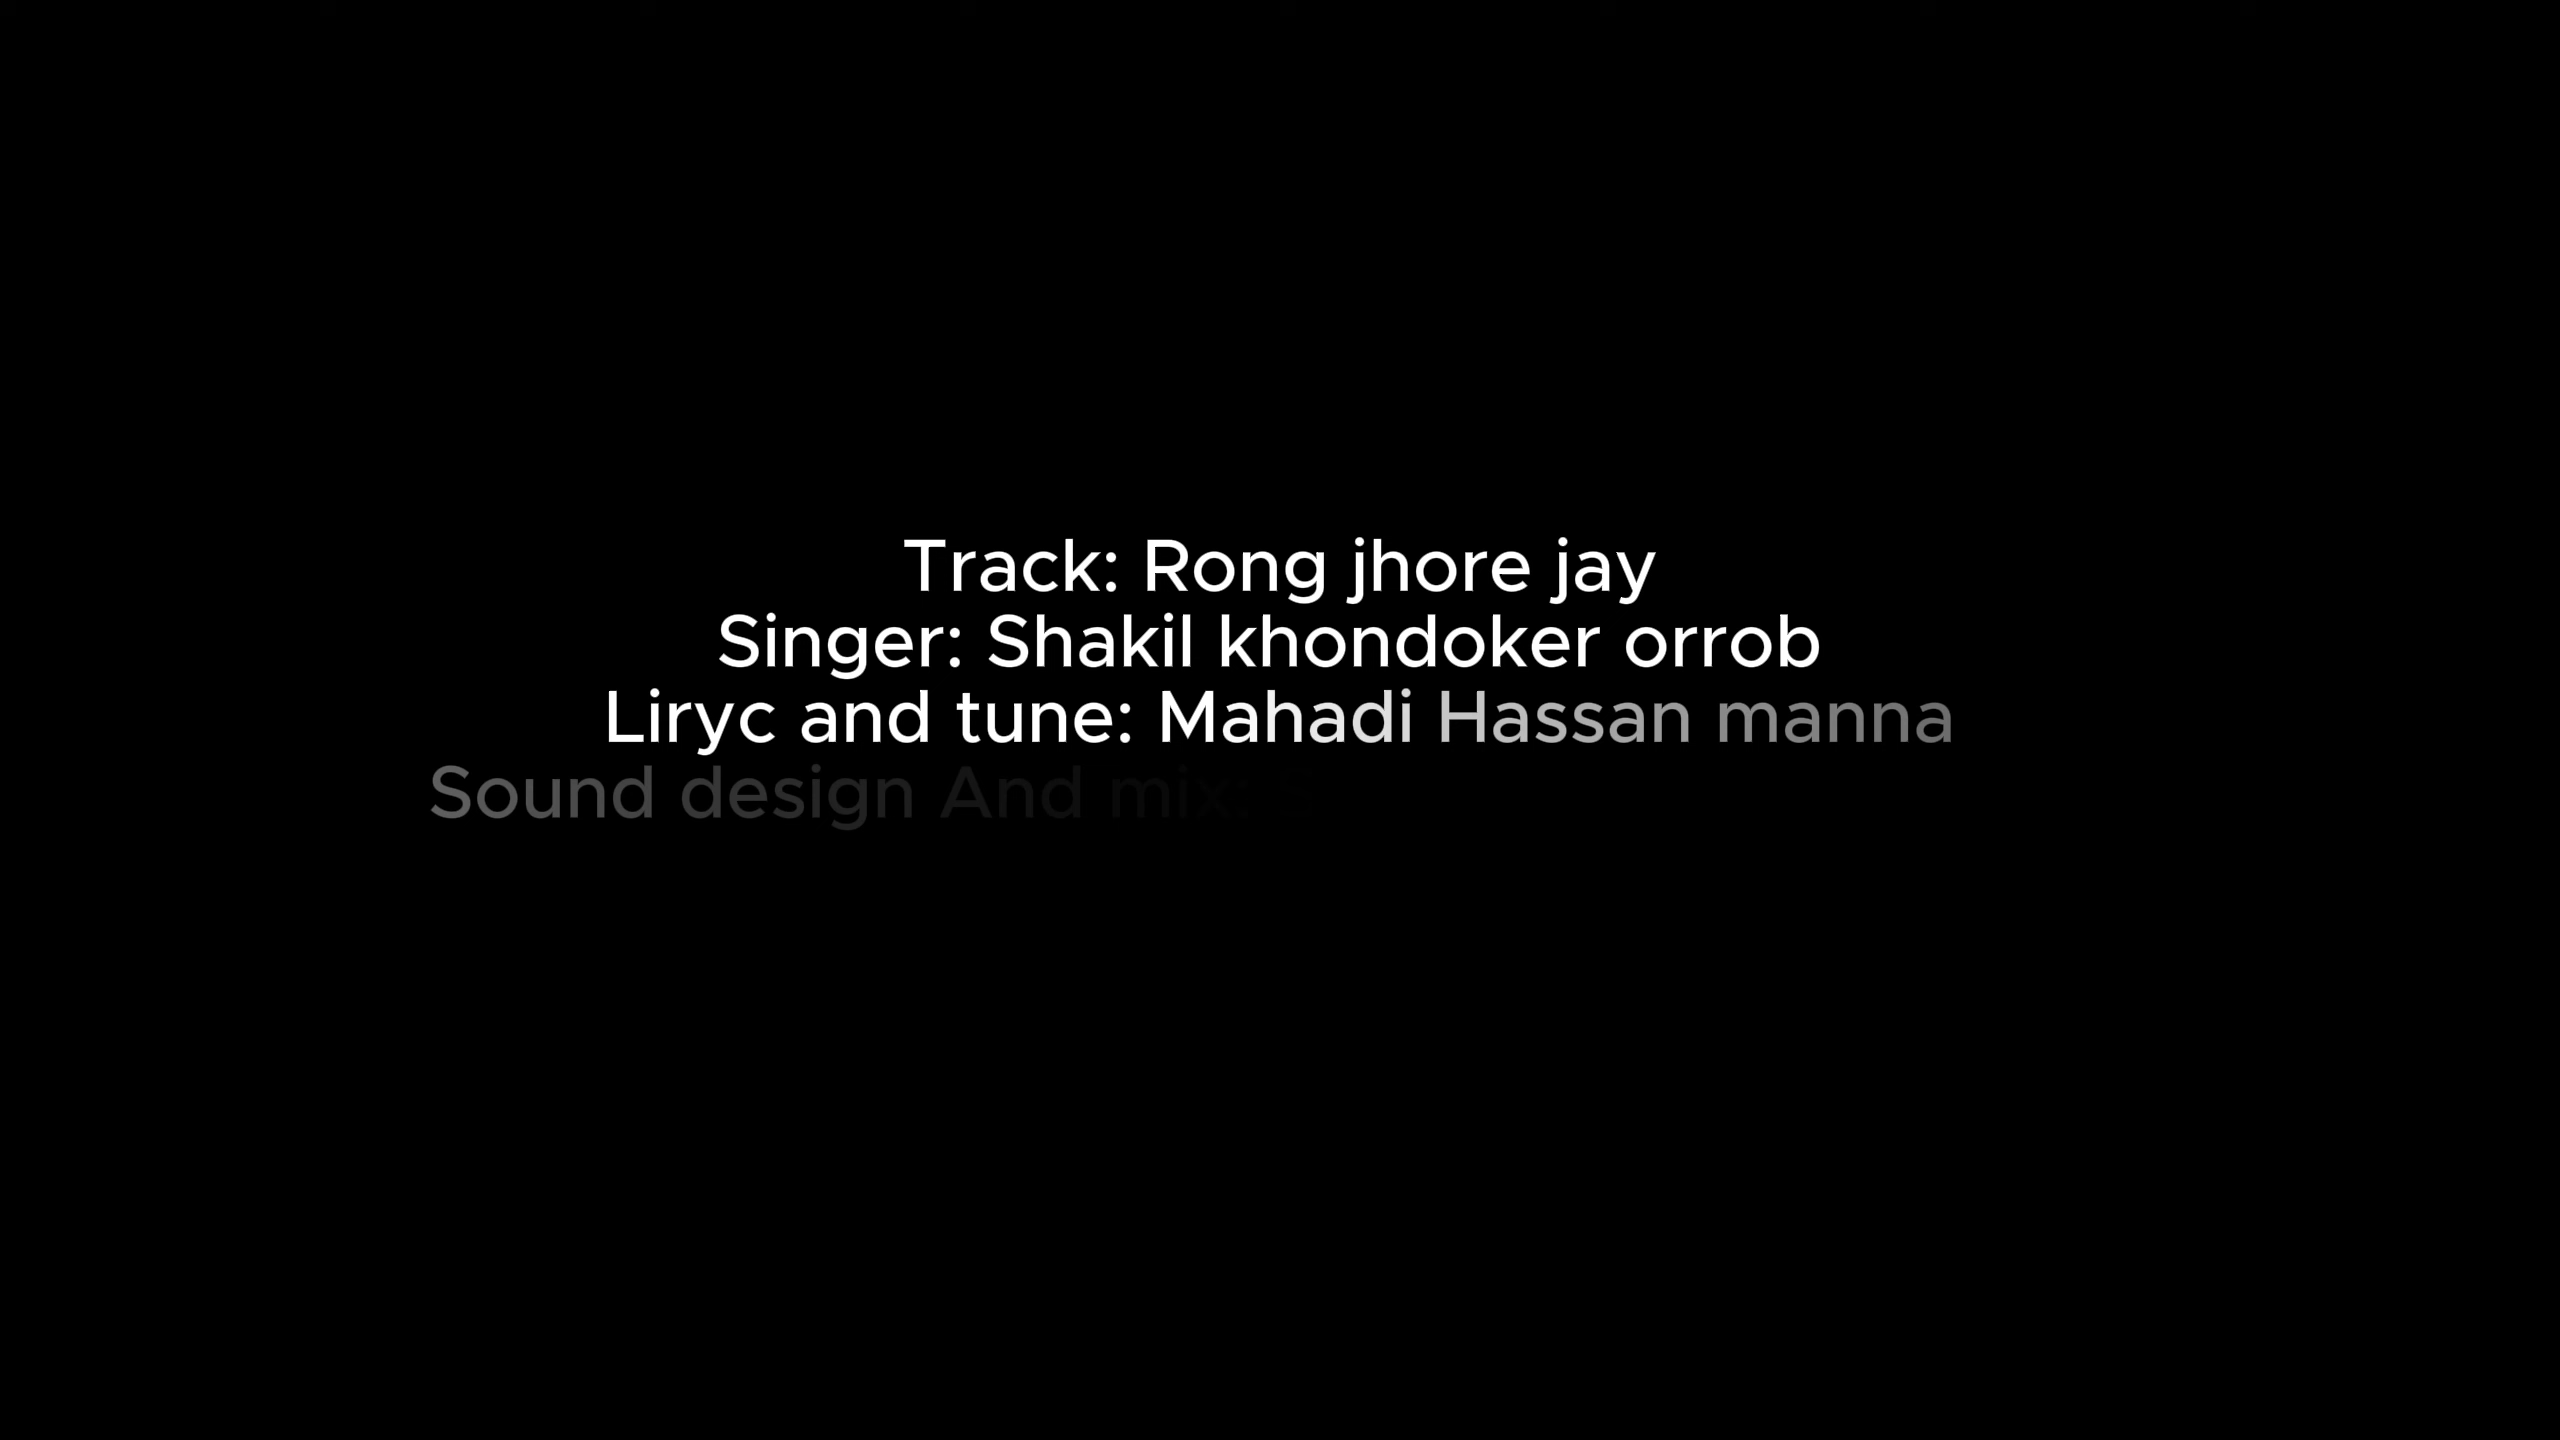 Track: Rong jhore jay
Singer: Shakil khondoker orrob
Liryc and tune: Mahadi Hassan manna
Sound design And mix: